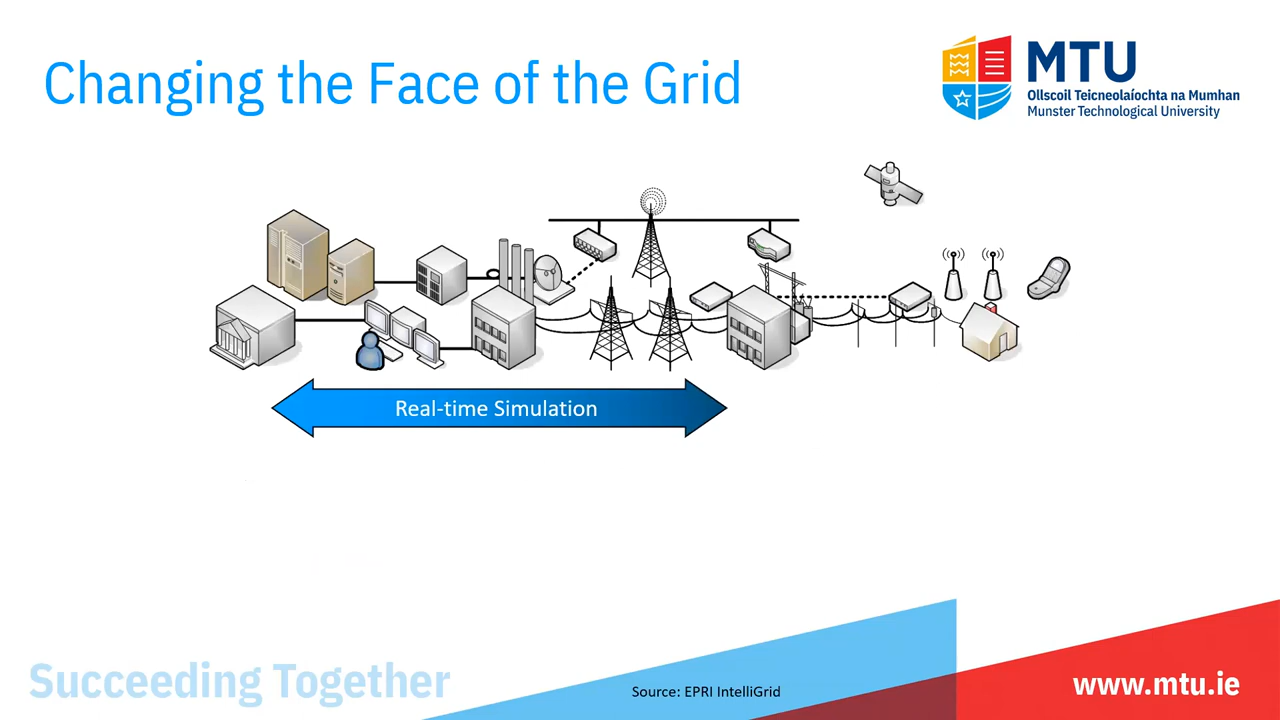 Changing the Face of the Grid
MTU
Ollscoil Teicneolaíochta na Mumhan
Munster Technological University
Real-time Simulation
Succeeding Together
Source: EPRI IntelliGrid
www.mtu.ie